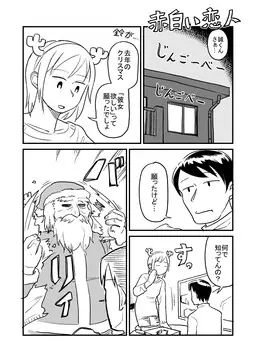 赤白い恋人
誠くん
さぁ…
じんごーべー
じんごーべー
鈴が…
去年の
クリスマス
「彼女
欲しい」って
願ったでしょ
願ったけど…
何で
知ってんの？
すっ
ベリィ